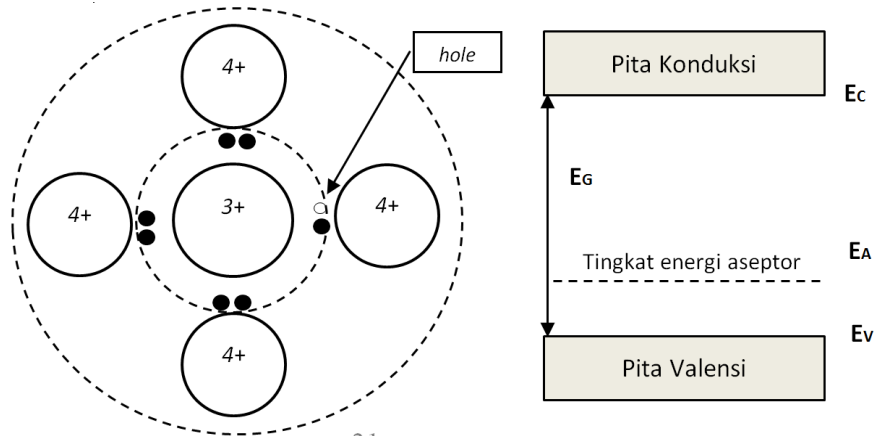 4+
hole
4+
3+
4+
4+
Pita Konduksi
EC
EG
Tingkat energi aseptor
EA
EV
Pita Valensi